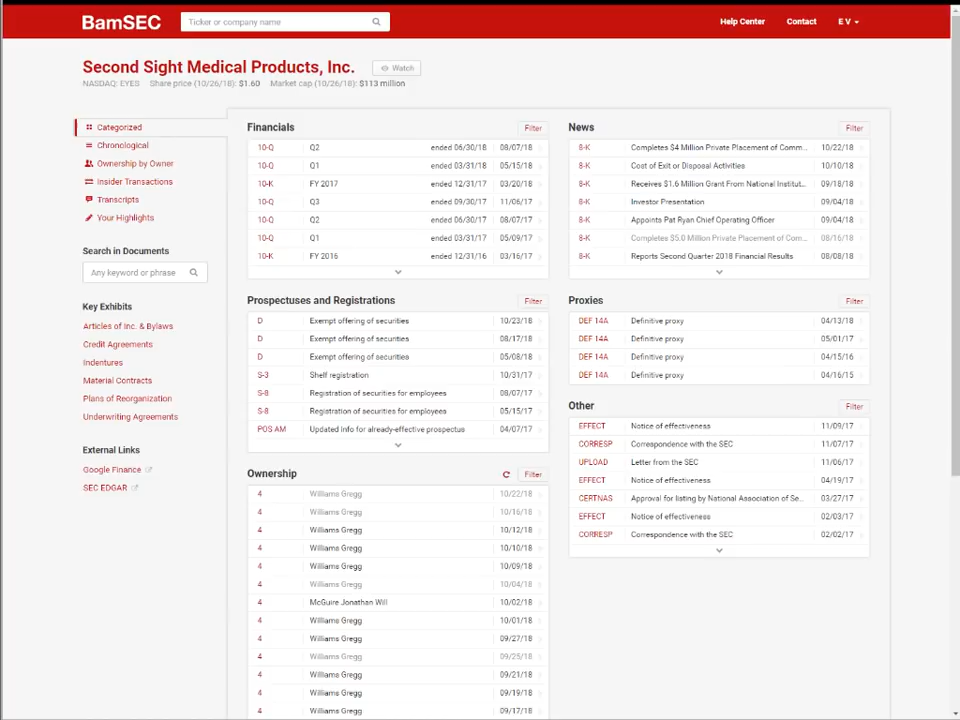 BamSEC
Ticker or company name
Help Center Contact E V
Second Sight Medical Products, Inc. Watch
NASDAQ: EYES Share price (10/26/18): $1.60 Market cap (10/26/18): $113 million
Categorized
Chronological
Ownership by Owner
Insider Transactions
Transcripts
Your Highlights
Search in Documents
Any keyword or phrase
Key Exhibits
Articles of Inc. & Bylaws
Credit Agreements
Indentures
Material Contracts
Plans of Reorganization
Underwriting Agreements
External Links
Google Finance
SEC EDGAR
Financials Filter
10-Q Q2 ended 06/30/18 08/07/18
10-Q Q1 ended 03/31/18 05/15/18
10-K FY 2017 ended 12/31/17 03/20/18
10-Q Q3 ended 09/30/17 11/06/17
10-Q Q2 ended 06/30/17 08/07/17
10-Q Q1 ended 03/31/17 05/09/17
10-K FY 2016 ended 12/31/16 03/16/17
Prospectuses and Registrations Filter
D Exempt offering of securities 10/23/18
D Exempt offering of securities 08/17/18
D Exempt offering of securities 05/08/18
S-3 Shelf registration 10/31/17
S-8 Registration of securities for employees 08/07/17
S-8 Registration of securities for employees 05/15/17
POS AM Updated info for already-effective prospectus 04/07/17
Ownership Filter
4 Williams Gregg 10/22/18
4 Williams Gregg 10/16/18
4 Williams Gregg 10/12/18
4 Williams Gregg 10/10/18
4 Williams Gregg 10/09/18
4 Williams Gregg 10/04/18
4 McGuire Jonathan Will 10/02/18
4 Williams Gregg 10/01/18
4 Williams Gregg 09/27/18
4 Williams Gregg 09/25/18
4 Williams Gregg 09/21/18
4 Williams Gregg 09/19/18
4 Williams Gregg 09/17/18
News Filter
8-K Completes $4 Million Private Placement of Comm... 10/22/18
8-K Cost of Exit or Disposal Activities 10/10/18
8-K Receives $1.6 Million Grant From National Institut... 09/18/18
8-K Investor Presentation 09/04/18
8-K Appoints Pat Ryan Chief Operating Officer 09/04/18
8-K Completes $5.0 Million Private Placement of Com... 08/16/18
8-K Reports Second Quarter 2018 Financial Results 08/08/18
Proxies Filter
DEF 14A Definitive proxy 04/13/18
DEF 14A Definitive proxy 05/01/17
DEF 14A Definitive proxy 04/15/16
DEF 14A Definitive proxy 04/16/15
Other Filter
EFFECT Notice of effectiveness 11/09/17
CORRESP Correspondence with the SEC 11/07/17
UPLOAD Letter from the SEC 11/06/17
EFFECT Notice of effectiveness 04/19/17
CERTNAS Approval for listing by National Association of Se... 03/27/17
EFFECT Notice of effectiveness 02/03/17
CORRESP Correspondence with the SEC 02/02/17